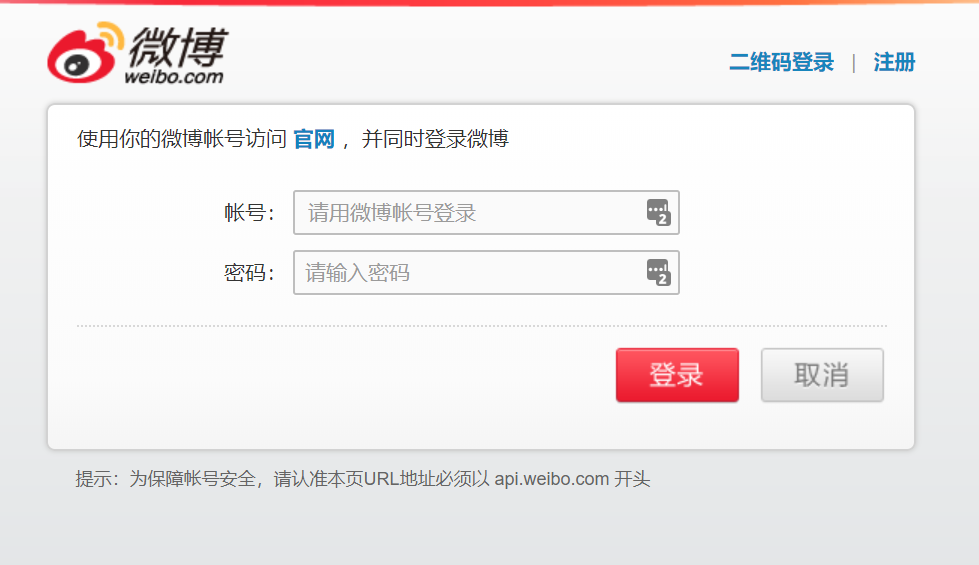 微博
weibo.com
二维码登录 | 注册
使用你的微博帐号访问 官网 ，并同时登录微博
帐号： 请用微博帐号登录 2
密码： 请输入密码 2
登录 取消
提示：为保障帐号安全，请认准本页URL地址必须以 api.weibo.com 开头